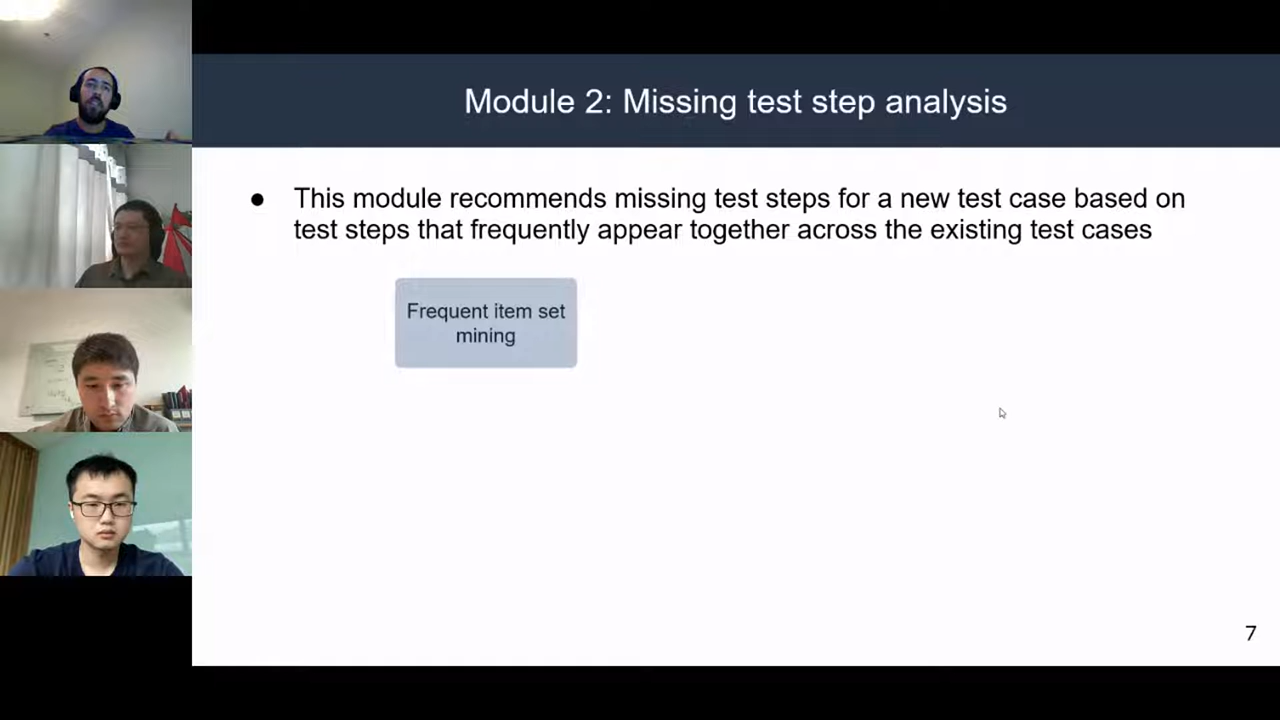 Module 2: Missing test step analysis
● This module recommends missing test steps for a new test case based on
test steps that frequently appear together across the existing test cases
Frequent item set
mining
7